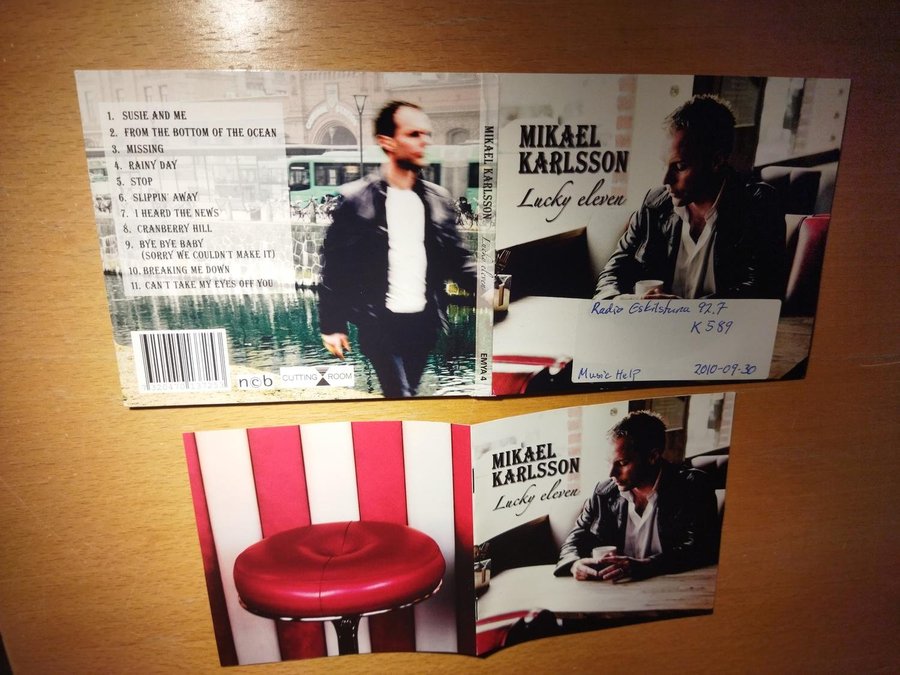 1. SUSIE AND ME
2. FROM THE BOTTOM OF THE OCEAN
3. MISSING
4. RAINY DAY
5. STOP
6. SLIPPIN' AWAY
7. I HEARD THE NEWS
8. CRANBERRY HILL
9. BYE BYE BABY
(SORRY WE COULDN'T MAKE IT)
10. BREAKING ME DOWN
11. CAN'T TAKE MY EYES OFF YOU
ncb
CUTTING ROOM
MIKAEL KARLSSON Lucky eleven EMYA 4
MIKAEL
KARLSSON
Lucky eleven
Radio Eskilstuna 92.7
K 589
Music Help 2010-09-30
MIKAEL
KARLSSON
Lucky eleven